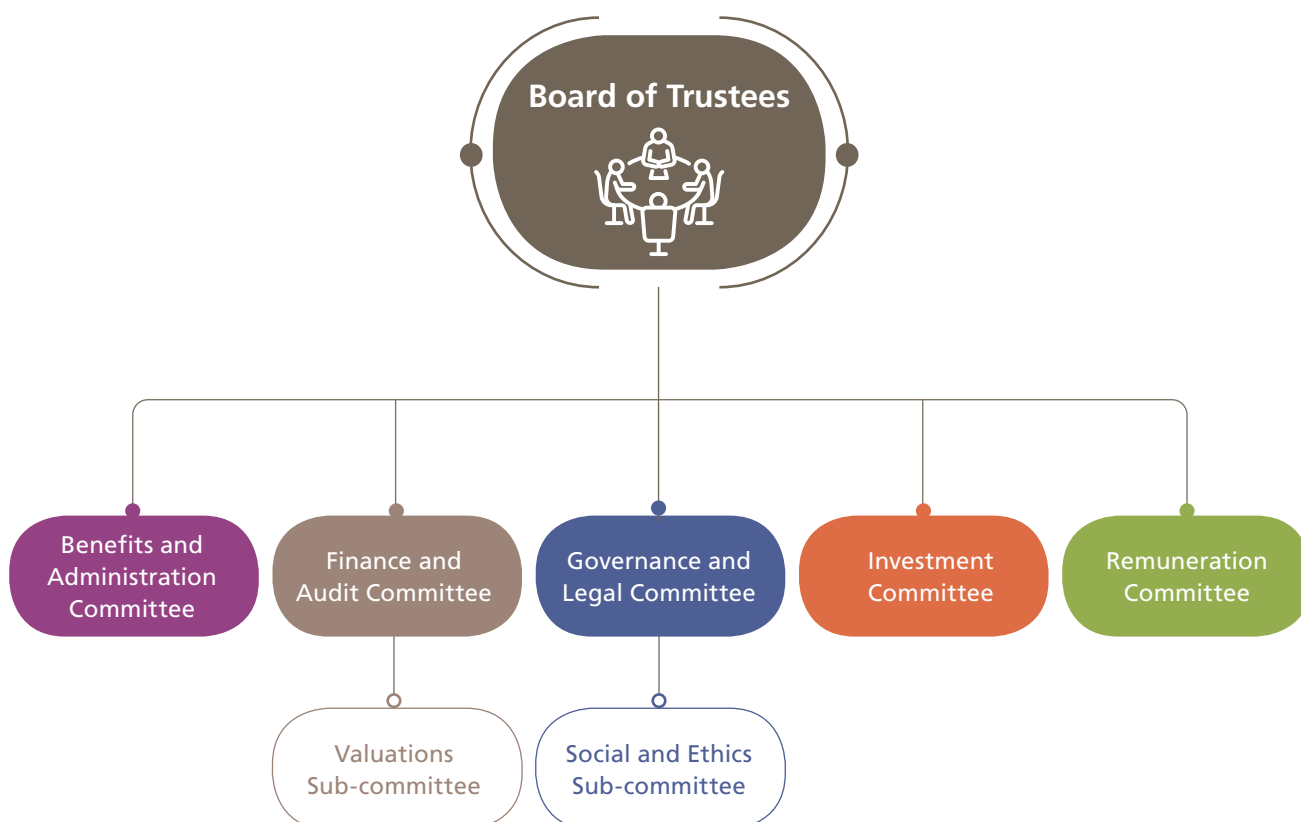 Board of Trustees
Benefits and
Administration
Committee
Finance and
Audit Committee
Governance and
Legal Committee
Investment
Committee
Remuneration
Committee
Valuations
Sub-committee
Social and Ethics
Sub-committee